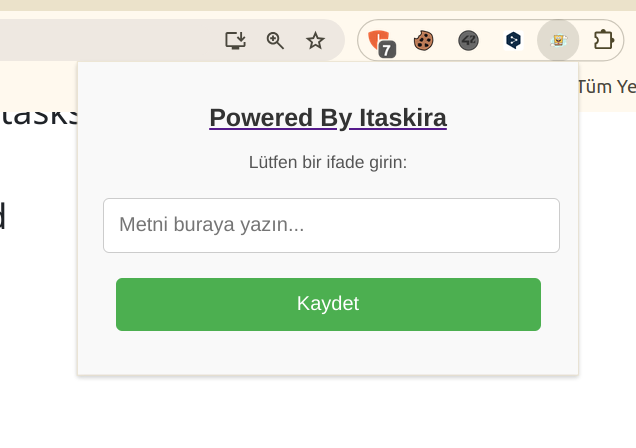 7
Tüm Ye
tasks
Powered By Itaskira
Lütfen bir ifade girin:
d
Metni buraya yazın...
Kaydet